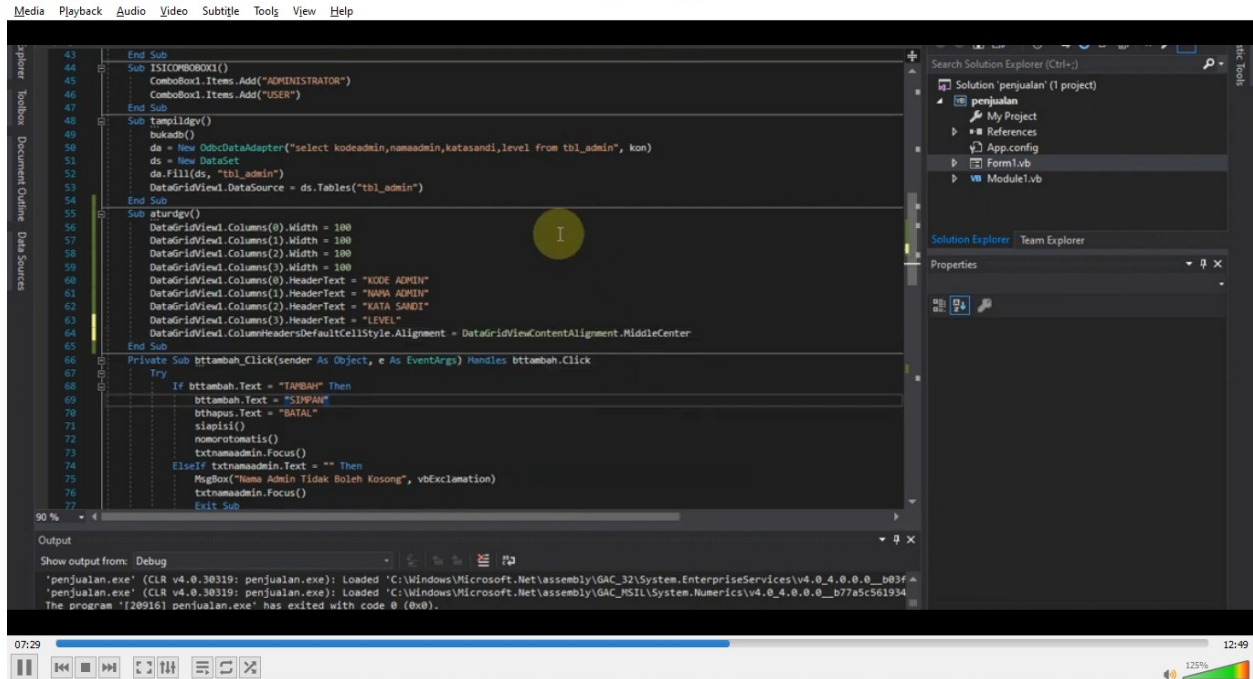 Media Playback Audio Video Subtitle Tools View Help
xplorer
Toolbox
Document Outline
Data Sources
43 End Sub
44 Sub ISICOMBOBOX1()
45 ComboBox1.Items.Add("ADMINISTRATOR")
46 ComboBox1.Items.Add("USER")
47 End Sub
48 Sub tampildgv()
49 bukadb()
50 da = New OdbcDataAdapter("select kodeadmin,namaadmin,katasandi,level from tbl_admin", kon)
51 ds = New DataSet
52 da.Fill(ds, "tbl_admin")
53 DataGridView1.DataSource = ds.Tables("tbl_admin")
54 End Sub
55 Sub aturdgv()
56 DataGridView1.Columns(0).Width = 100
57 DataGridView1.Columns(1).Width = 100
58 DataGridView1.Columns(2).Width = 100
59 DataGridView1.Columns(3).Width = 100
60 DataGridView1.Columns(0).HeaderText = "KODE ADMIN"
61 DataGridView1.Columns(1).HeaderText = "NAMA ADMIN"
62 DataGridView1.Columns(2).HeaderText = "KATA SANDI"
63 DataGridView1.Columns(3).HeaderText = "LEVEL"
64 DataGridView1.ColumnHeadersDefaultCellStyle.Alignment = DataGridViewContentAlignment.MiddleCenter
65 End Sub
66 Private Sub bttambah_Click(sender As Object, e As EventArgs) Handles bttambah.Click
67 Try
68 If bttambah.Text = "TAMBAH" Then
69 bttambah.Text = "SIMPAN"
70 bthapus.Text = "BATAL"
71 siapisi()
72 nomorotomatis()
73 txtnamaadmin.Focus()
74 ElseIf txtnamaadmin.Text = "" Then
75 MsgBox("Nama Admin Tidak Boleh Kosong", vbExclamation)
76 txtnamaadmin.Focus()
77 Exit Sub
90 %
Output
Show output from: Debug
'penjualan.exe' (CLR v4.0.30319: penjualan.exe): Loaded 'C:\Windows\Microsoft.Net\assembly\GAC_32\System.EnterpriseServices\v4.0_4.0.0.0__b03f
'penjualan.exe' (CLR v4.0.30319: penjualan.exe): Loaded 'C:\Windows\Microsoft.Net\assembly\GAC_MSIL\System.Numerics\v4.0_4.0.0.0__b77a5c561934
The program '[20916] penjualan.exe' has exited with code 0 (0x0).
Search Solution Explorer (Ctrl+;)
Solution 'penjualan' (1 project)
VB penjualan
My Project
References
App.config
Form1.vb
VB Module1.vb
Solution Explorer Team Explorer
Properties
stic Tools
07:29
12:49
125%